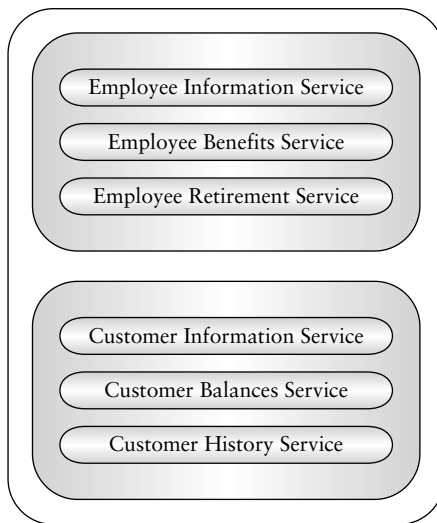 Employee Information Service
Employee Benefits Service
Employee Retirement Service
Customer Information Service
Customer Balances Service
Customer History Service